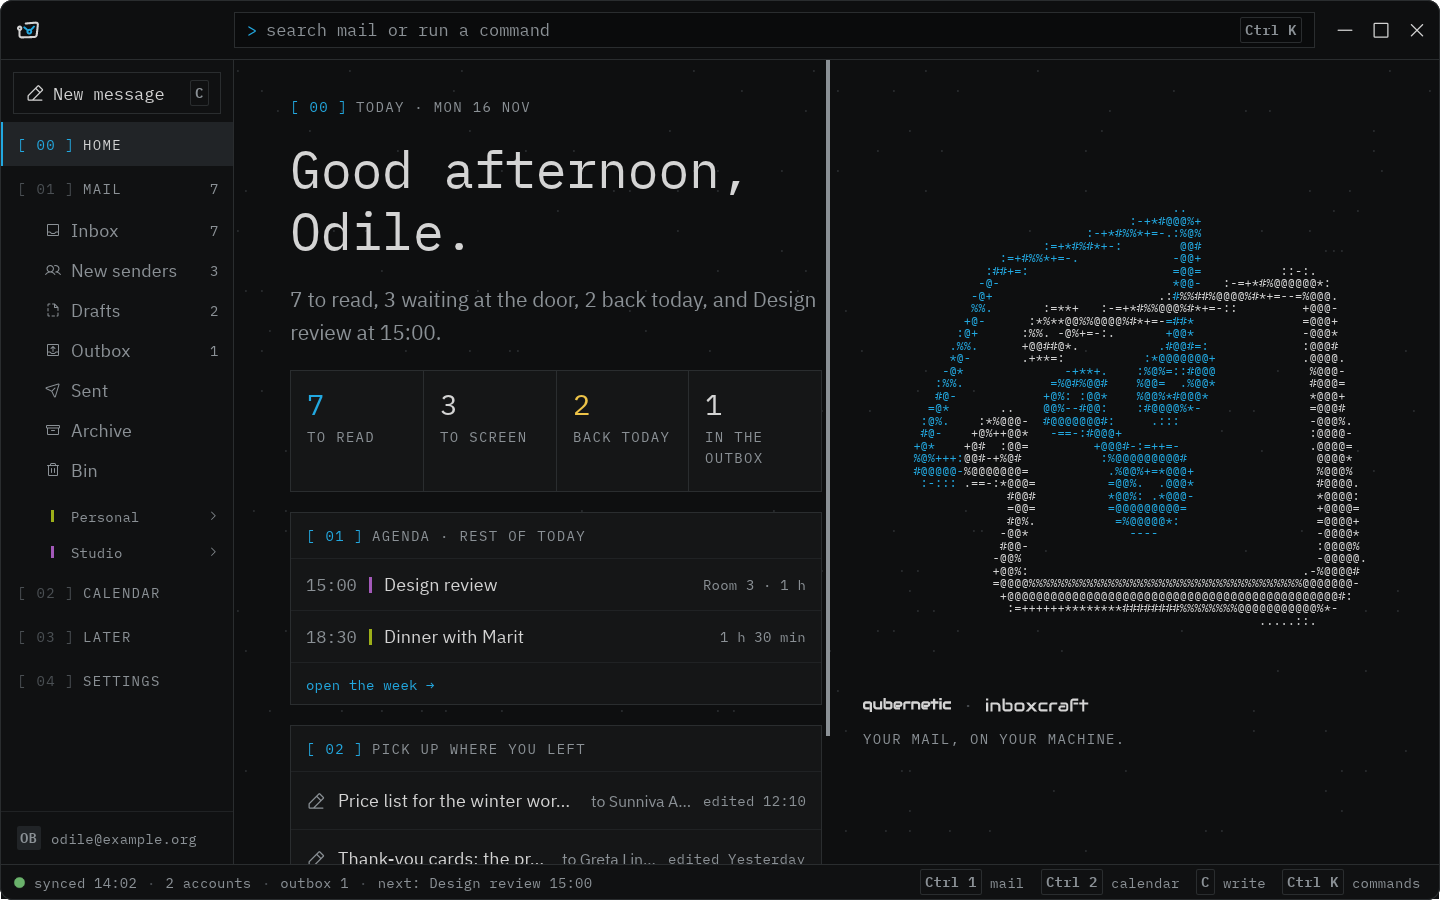 > search mail or run a command
Ctrl K
New message
C
[ 00 ] HOME
[ 01 ] MAIL 7
Inbox 7
New senders 3
Drafts 2
Outbox 1
Sent
Archive
Bin
Personal
Studio
[ 02 ] CALENDAR
[ 03 ] LATER
[ 04 ] SETTINGS
OB odile@example.org
[ 00 ] TODAY · MON 16 NOV
Good afternoon,
Odile.
7 to read, 3 waiting at the door, 2 back today, and Design
review at 15:00.
7
TO READ
3
TO SCREEN
2
BACK TODAY
1
IN THE
OUTBOX
[ 01 ] AGENDA · REST OF TODAY
15:00 Design review Room 3 · 1 h
18:30 Dinner with Marit 1 h 30 min
open the week →
[ 02 ] PICK UP WHERE YOU LEFT
Price list for the winter wor... to Sunniva A... edited 12:10
Thank-you cards: the pr... to Greta Lin... edited Yesterday
qubernetic · inboxcraft
YOUR MAIL, ON YOUR MACHINE.
synced 14:02 · 2 accounts · outbox 1 · next: Design review 15:00
Ctrl 1 mail Ctrl 2 calendar C write Ctrl K commands